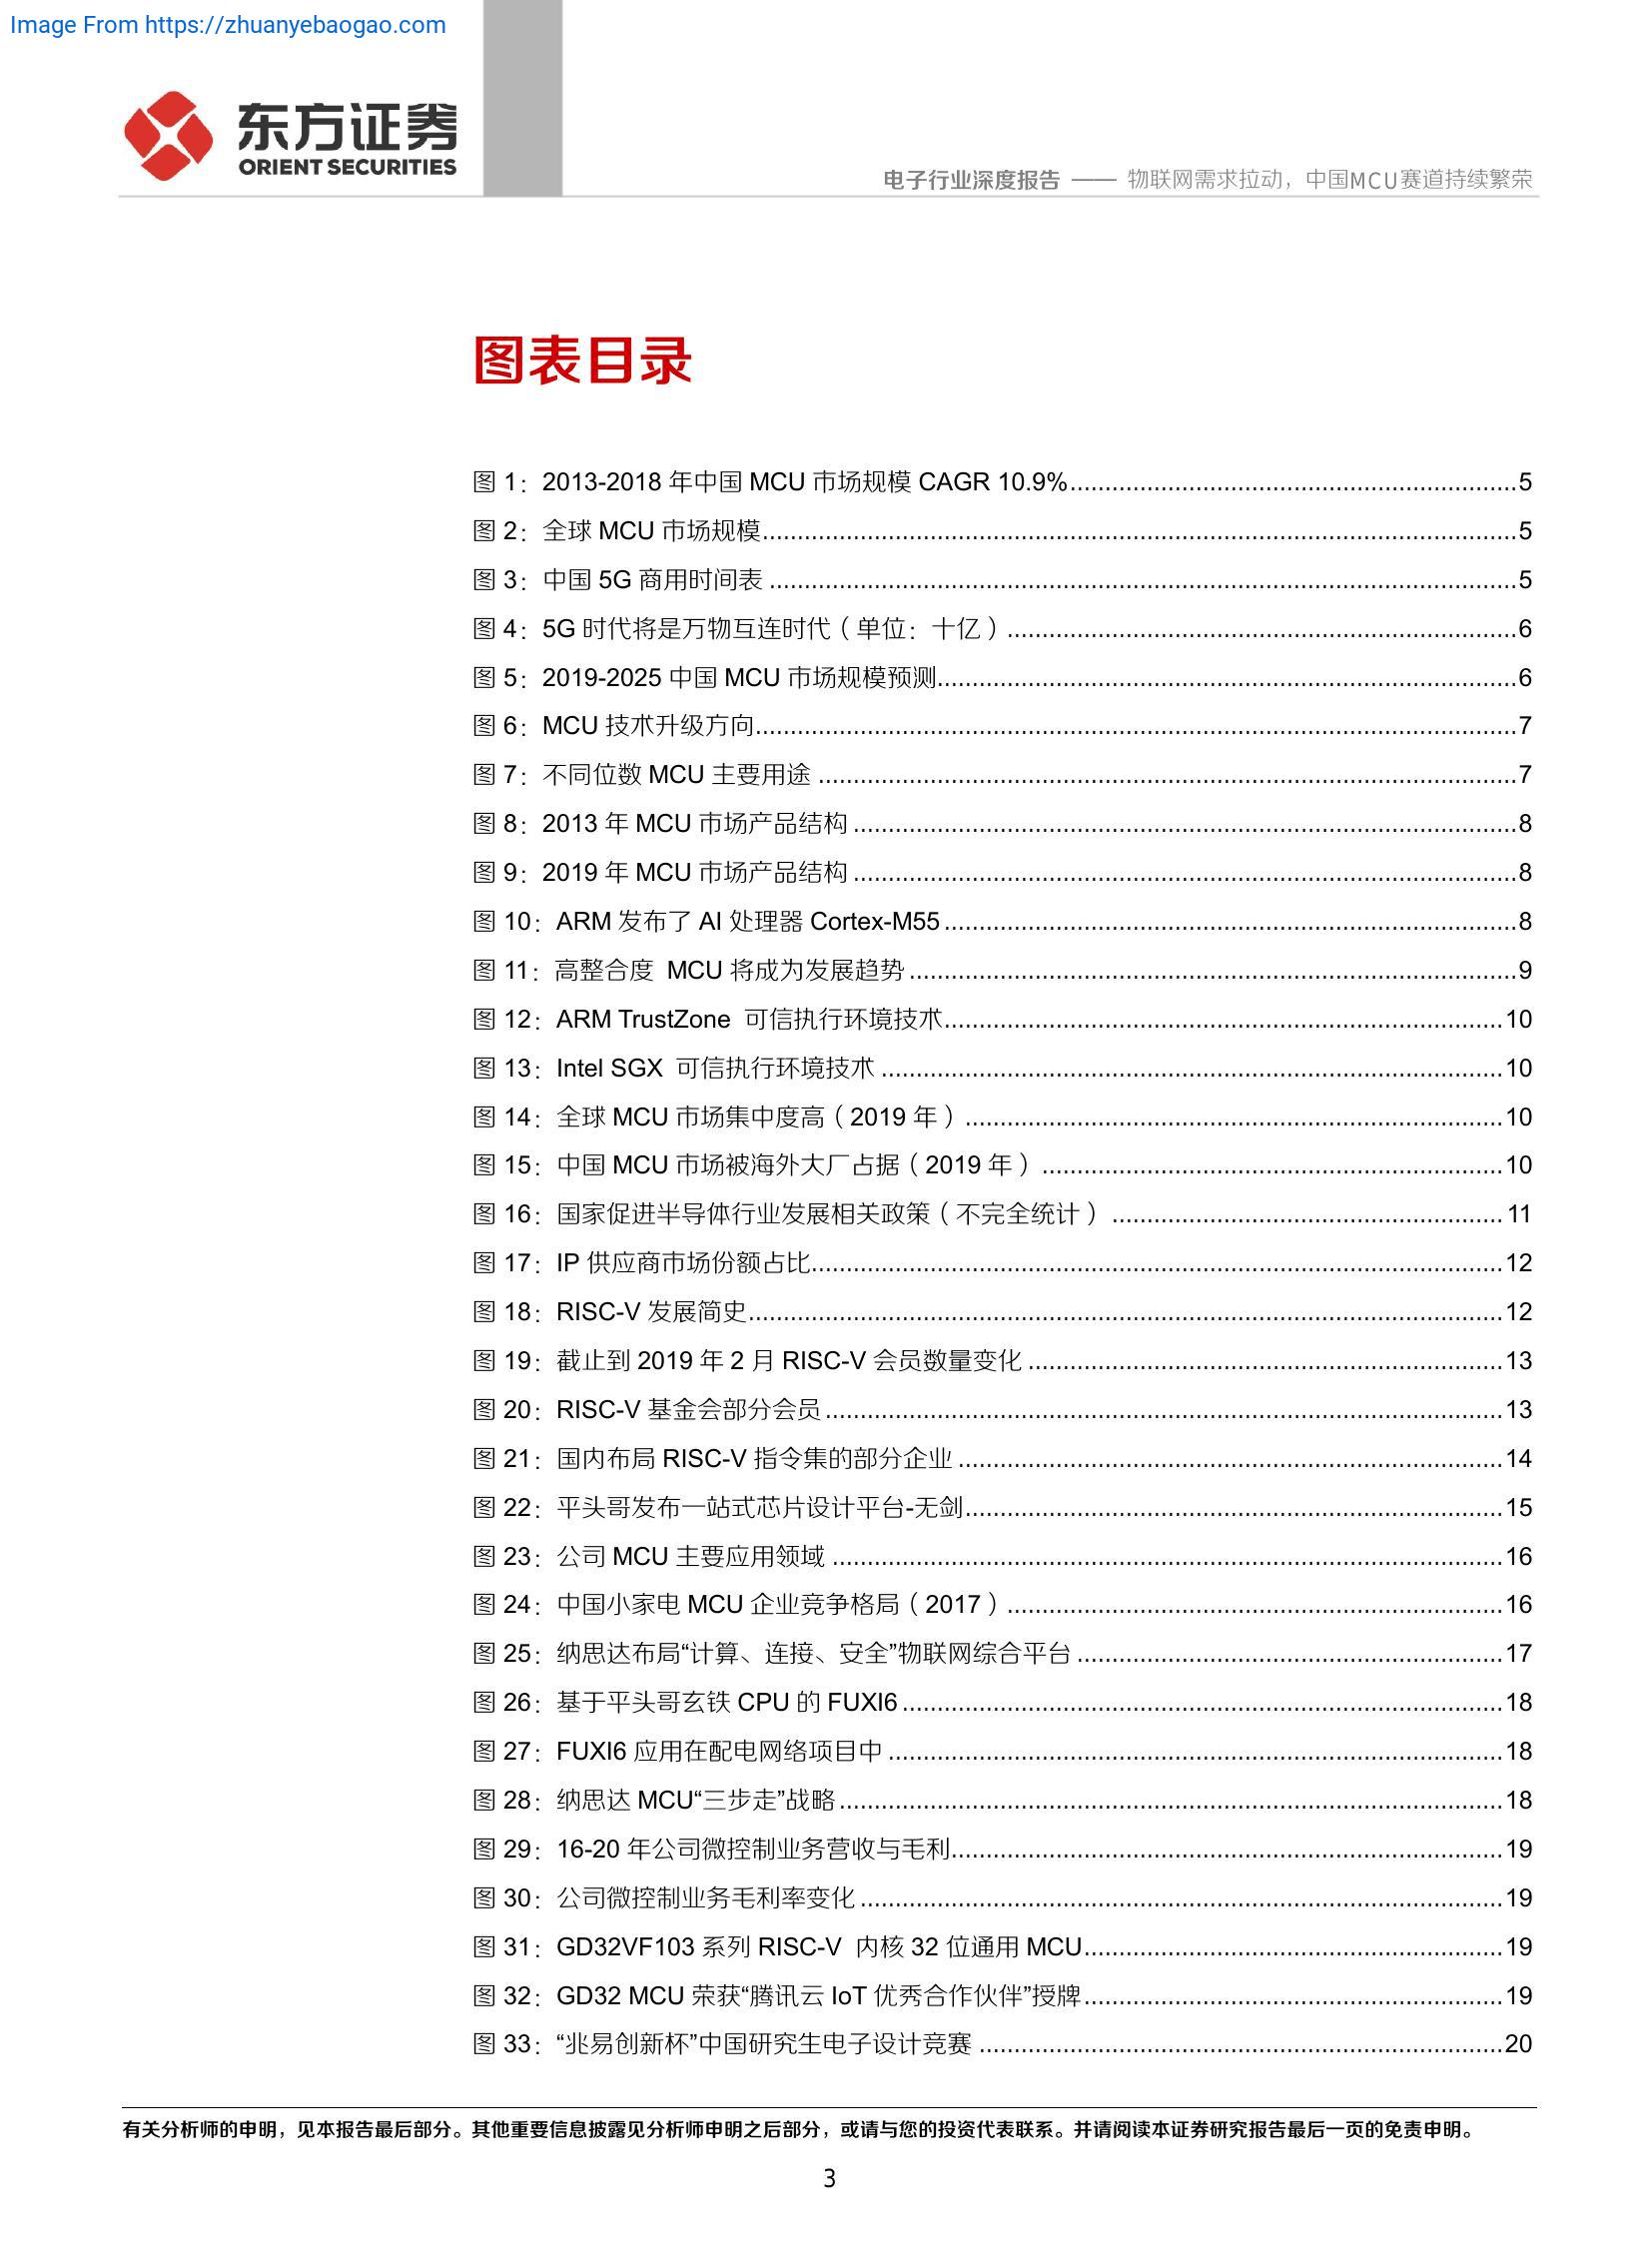 Image From https://zhuanyebaogao.com
东方证券
ORIENT SECURITIES
电子行业深度报告 —— 物联网需求拉动，中国MCU赛道持续繁荣
图表目录
图 1：2013-2018 年中国 MCU 市场规模 CAGR 10.9%................................................................5
图 2：全球 MCU 市场规模................................................................5
图 3：中国 5G 商用时间表 ................................................................5
图 4：5G 时代将是万物互连时代（单位：十亿）................................................................6
图 5：2019-2025 中国 MCU 市场规模预测................................................................6
图 6：MCU 技术升级方向................................................................7
图 7：不同位数 MCU 主要用途 ................................................................7
图 8：2013 年 MCU 市场产品结构 ................................................................8
图 9：2019 年 MCU 市场产品结构 ................................................................8
图 10：ARM 发布了 AI 处理器 Cortex-M55 ................................................................8
图 11：高整合度 MCU 将成为发展趋势 ................................................................9
图 12：ARM TrustZone 可信执行环境技术................................................................10
图 13：Intel SGX 可信执行环境技术 ................................................................10
图 14：全球 MCU 市场集中度高（2019 年）................................................................10
图 15：中国 MCU 市场被海外大厂占据（2019 年）................................................................10
图 16：国家促进半导体行业发展相关政策（不完全统计）................................................................11
图 17：IP 供应商市场份额占比................................................................12
图 18：RISC-V 发展简史................................................................12
图 19：截止到 2019 年 2 月 RISC-V 会员数量变化 ................................................................13
图 20：RISC-V 基金会部分会员 ................................................................13
图 21：国内布局 RISC-V 指令集的部分企业 ................................................................14
图 22：平头哥发布一站式芯片设计平台-无剑................................................................15
图 23：公司 MCU 主要应用领域 ................................................................16
图 24：中国小家电 MCU 企业竞争格局（2017）................................................................16
图 25：纳思达布局“计算、连接、安全”物联网综合平台 ................................................................17
图 26：基于平头哥玄铁 CPU 的 FUXI6 ................................................................18
图 27：FUXI6 应用在配电网络项目中 ................................................................18
图 28：纳思达 MCU“三步走”战略 ................................................................18
图 29：16-20 年公司微控制业务营收与毛利................................................................19
图 30：公司微控制业务毛利率变化 ................................................................19
图 31：GD32VF103 系列 RISC-V 内核 32 位通用 MCU................................................................19
图 32：GD32 MCU 荣获“腾讯云 IoT 优秀合作伙伴”授牌................................................................19
图 33：“兆易创新杯”中国研究生电子设计竞赛 ................................................................20
有关分析师的申明，见本报告最后部分。其他重要信息披露见分析师申明之后部分，或请与您的投资代表联系。并请阅读本证券研究报告最后一页的免责申明。
3